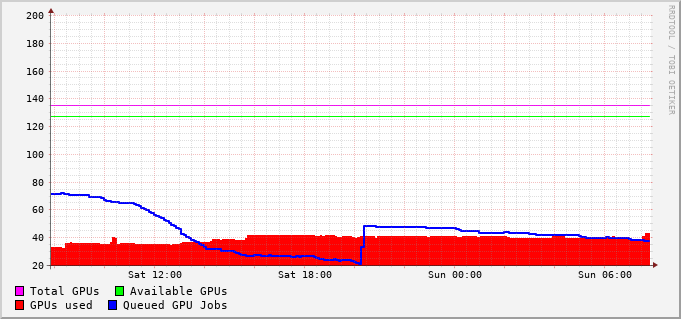 200
180
160
140
120
100
80
60
40
20
Sat 12:00 Sat 18:00 Sun 00:00 Sun 06:00
Total GPUs Available GPUs
GPUs used Queued GPU Jobs
RRDTOOL / TOBI OETIKER